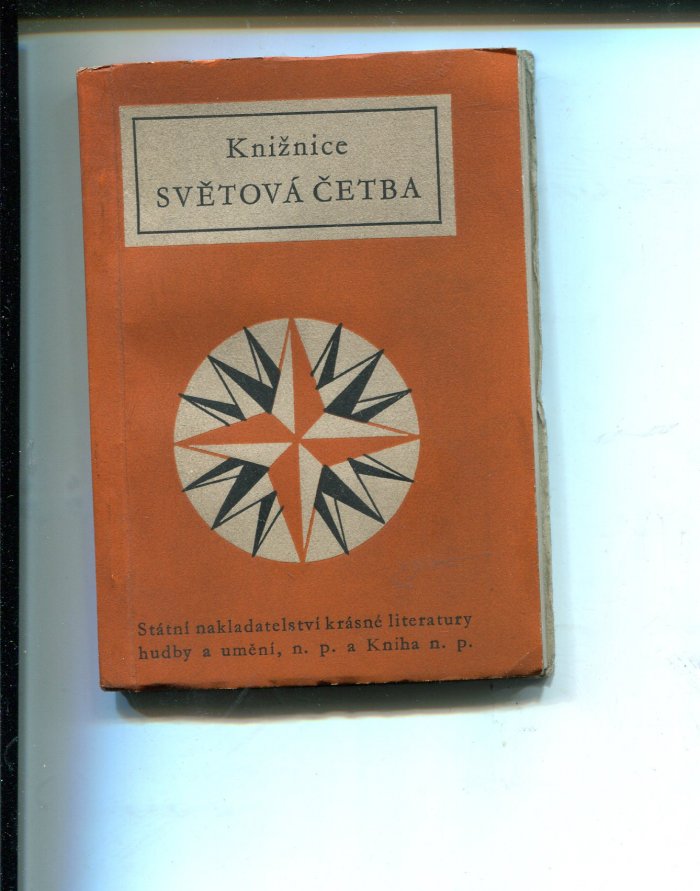 Knižnice
SVĚTOVÁ ČETBA
Státní nakladatelství krásné literatury
hudby a umění, n. p. a Kniha n. p.